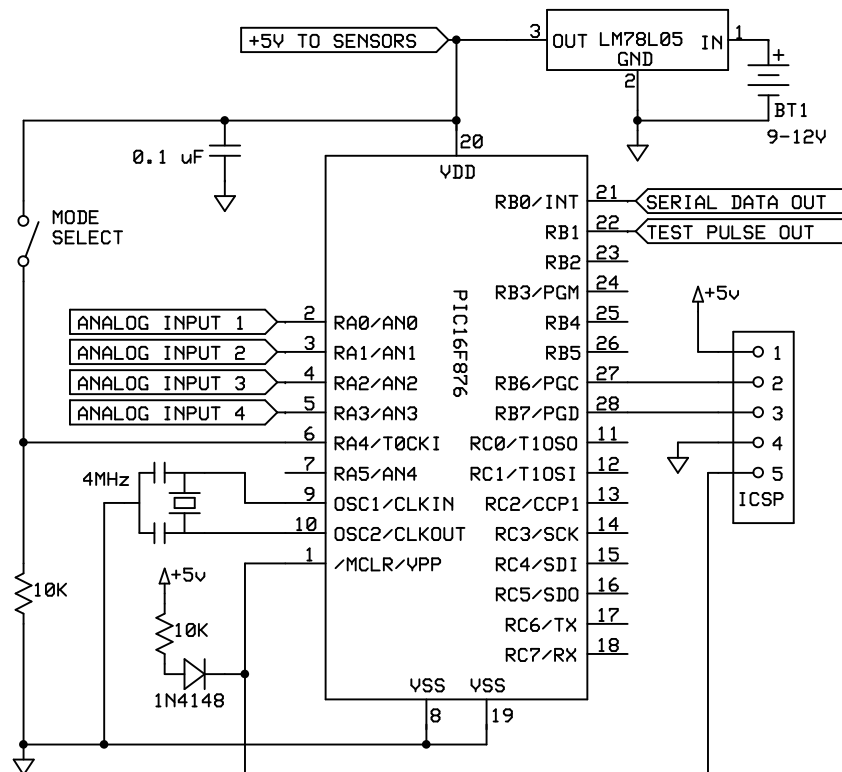 +5V TO SENSORS
3 OUT LM78L05 IN 1
GND
2
+
BT1
9-12V
20
0.1 uF
VDD
MODE
SELECT
RB0/INT 21 SERIAL DATA OUT
RB1 22 TEST PULSE OUT
RB2 23
RB3/PGM 24
PIC16F876
+5v
ANALOG INPUT 1 2 RA0/AN0 RB4 25
ANALOG INPUT 2 3 RA1/AN1 RB5 26 1
ANALOG INPUT 3 4 RA2/AN2 RB6/PGC 27 2
ANALOG INPUT 4 5 RA3/AN3 RB7/PGD 28 3
6 RA4/T0CKI RC0/T1OSO 11 4
7 RA5/AN4 RC1/T1OSI 12 5
4MHz
ICSP
9 OSC1/CLKIN RC2/CCP1 13
10 OSC2/CLKOUT RC3/SCK 14
1 /MCLR/VPP RC4/SDI 15
+5v
10K
RC5/SDO 16
10K
RC6/TX 17
RC7/RX 18
1N4148
VSS VSS
8 19